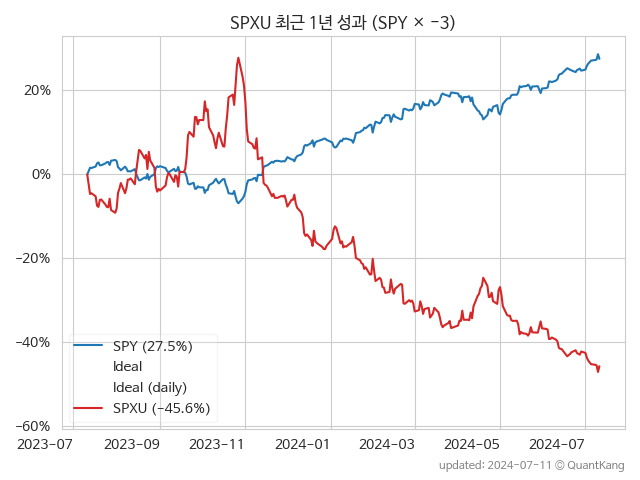 SPXU 최근 1년 성과 (SPY × −3)
20%
0%
−20%
−40%
−60%
SPY (27.5%)
Ideal
Ideal (daily)
SPXU (-45.6%)
2023-07
2023-09
2023-11
2024-01
2024-03
2024-05
2024-07
updated: 2024-07-11 © QuantKang